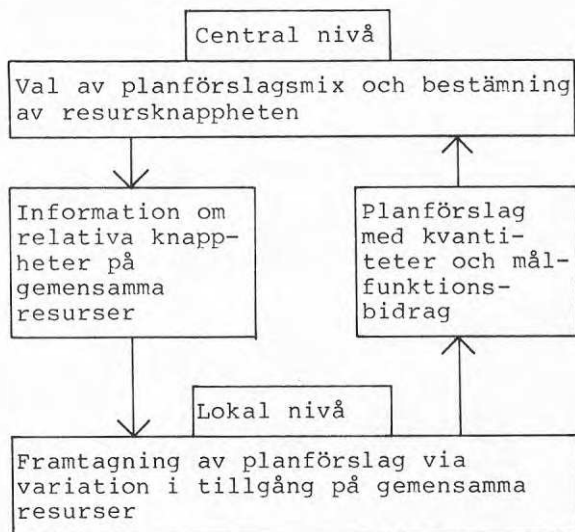 Central nivå
Val av planförslagsmix och bestämning
av resursknappheten
Information om
relativa knapp-
heter på
gemensamma
resurser
Planförslag
med kvanti-
teter och mål-
funktions-
bidrag
Lokal nivå
Framtagning av planförslag via
variation i tillgång på gemensamma
resurser